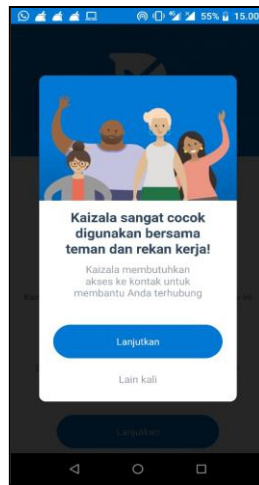 55% 15.00
Kaizala sangat cocok
digunakan bersama
teman dan rekan kerja!
Kaizala membutuhkan
akses ke kontak untuk
membantu Anda terhubung
Lanjutkan
Lain kali
Lanjutkan